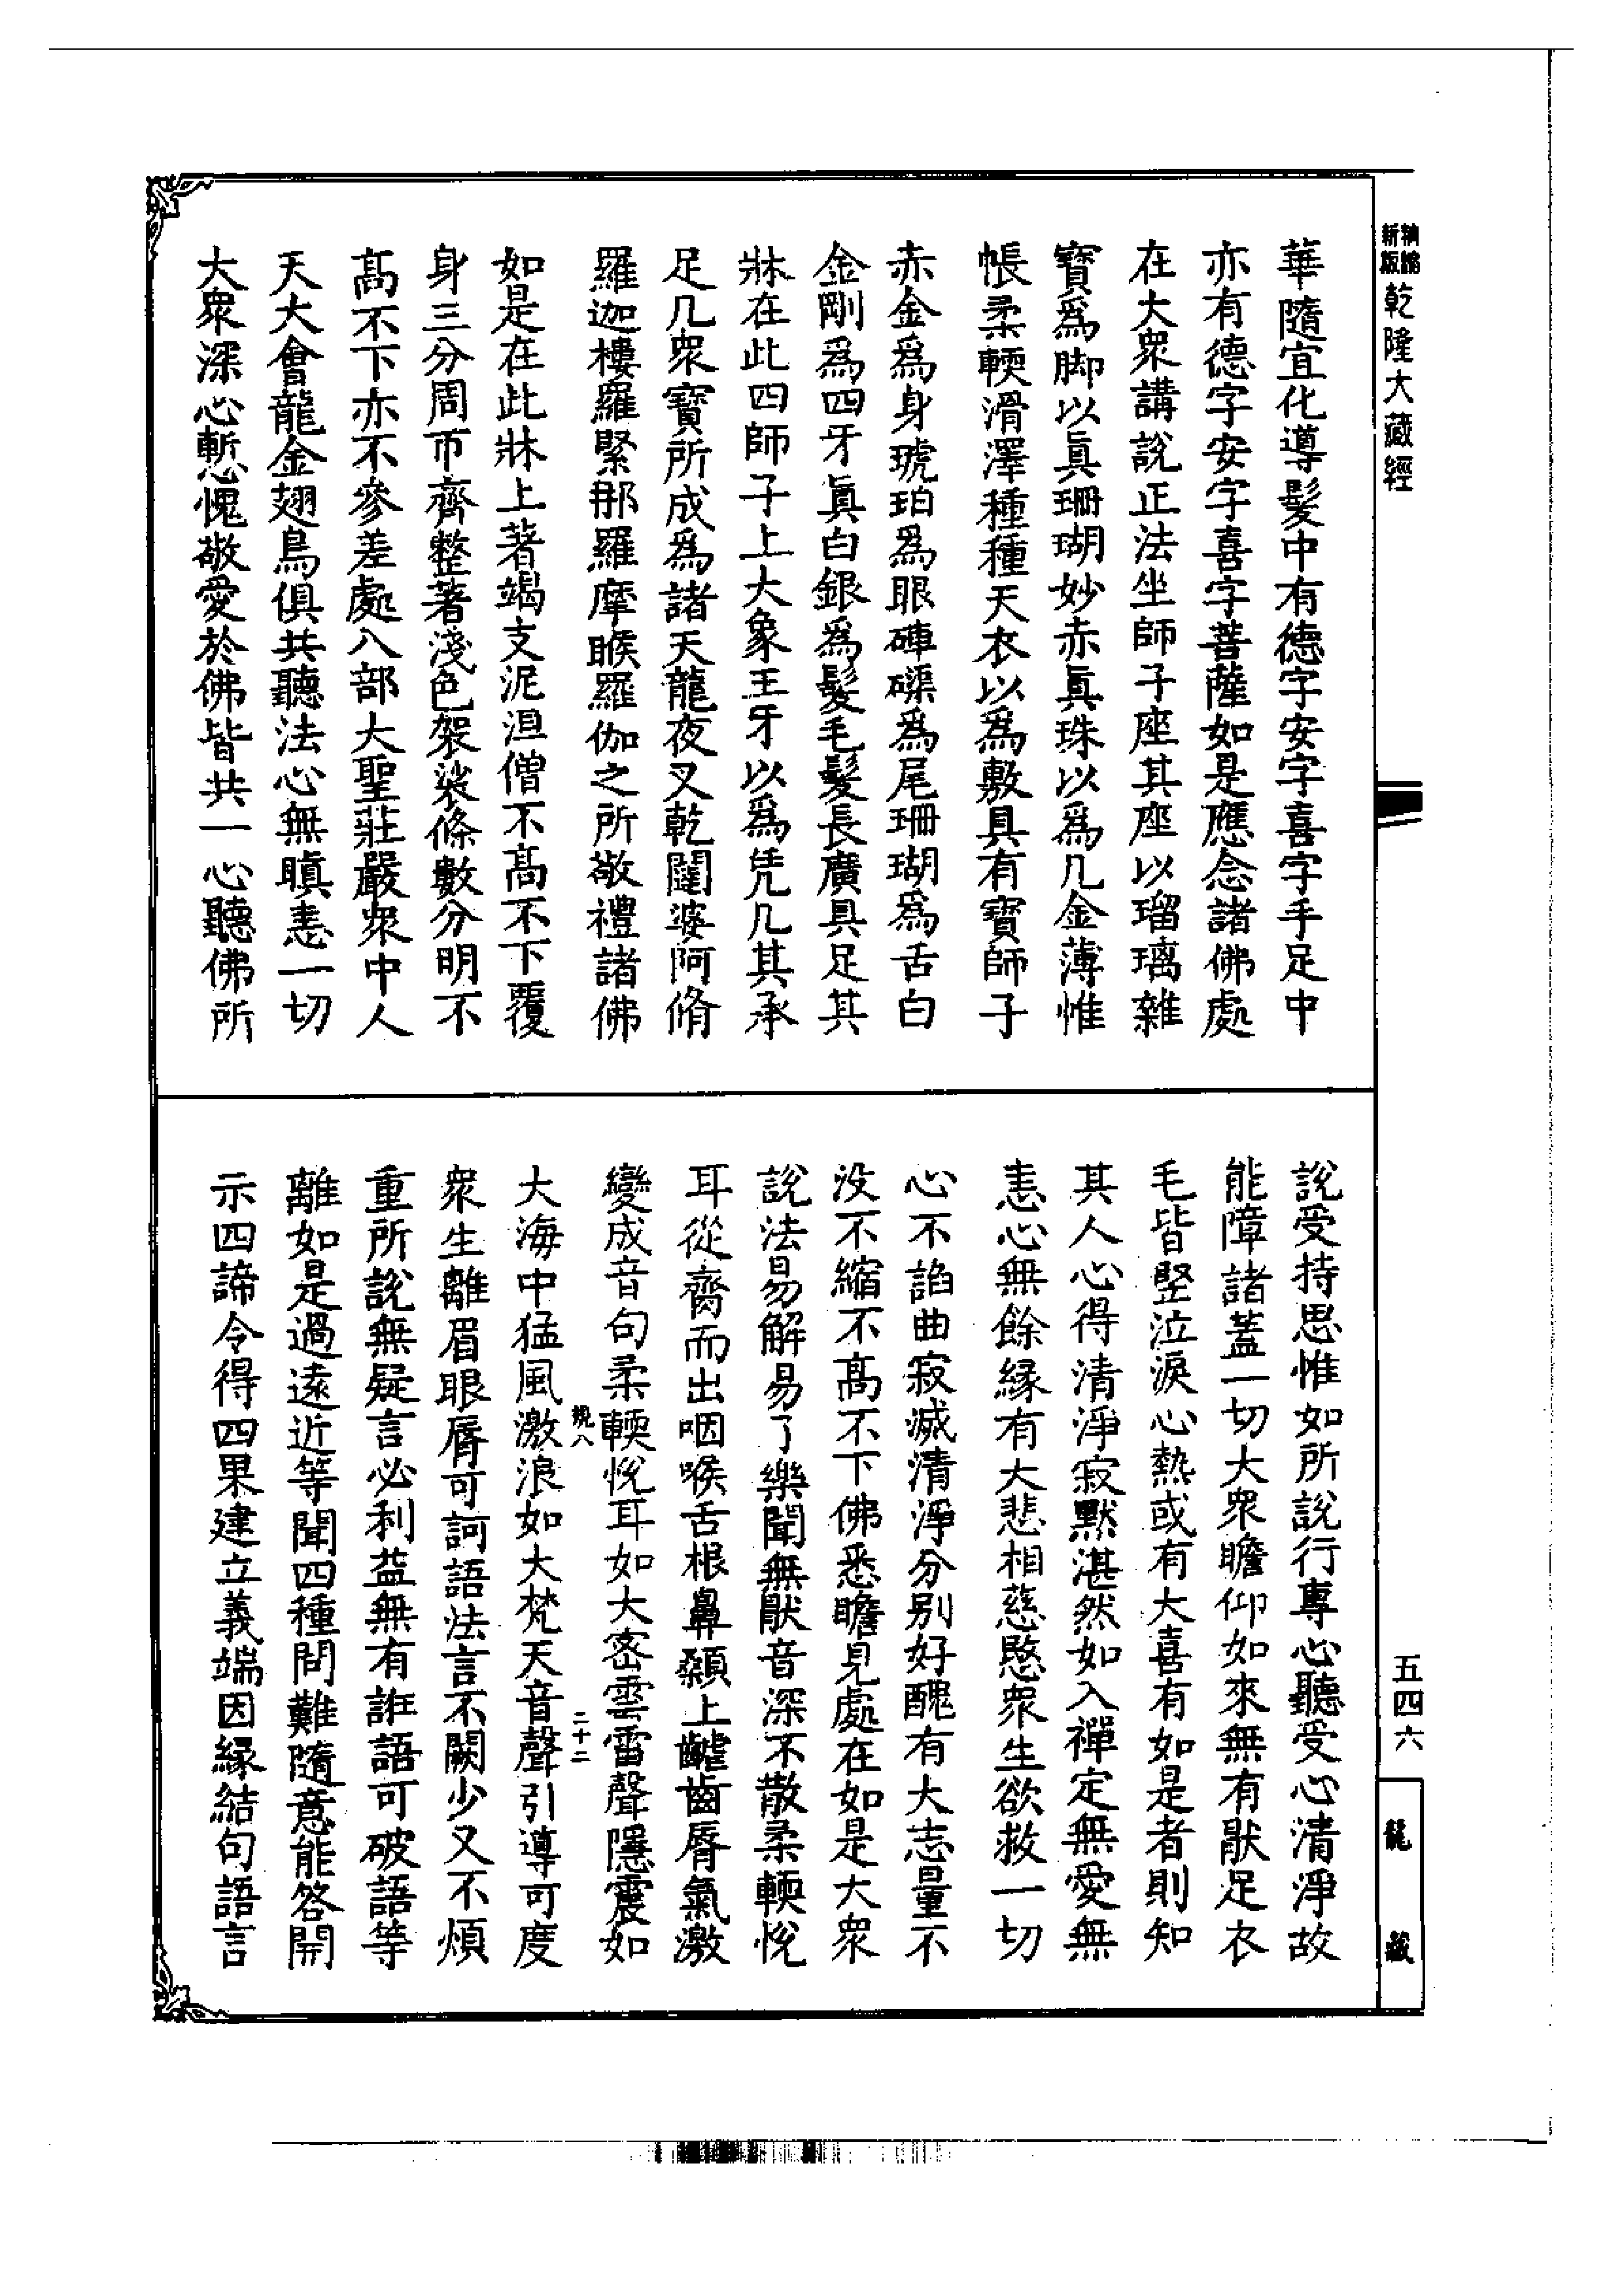 新版精縮乾隆大藏經
華隨宜化導髮中有德字安字喜字手足中
亦有德字安字喜字菩薩如是應念諸佛處
在大衆講說正法坐師子座其座以瑠璃雜
寶爲脚以眞珊瑚妙赤眞珠以爲几金薄帷
帳柔輭滑澤種種天衣以爲敷具有寶師子
赤金爲身琥珀爲眼硨磲爲尾珊瑚爲舌白
金剛爲四牙眞白銀爲髮毛髮長廣具足其
牀在此四師子上大象王牙以爲凭几其承
足几衆寶所成爲諸天龍夜叉乾闥婆阿脩
羅迦樓羅緊那羅摩睺羅伽之所敬禮諸佛
如是在此牀上著竭支泥洹僧不高不下覆
身三分周帀齊整著淺色袈裟條數分明不
高不下亦不參差處八部大聖莊嚴衆中人
天大會龍金翅鳥俱共聽法心無瞋恚一切
大衆深心慙愧敬愛於佛皆共一心聽佛所
說受持思惟如所說行專心聽受心清淨故
能障諸蓋一切大衆瞻仰如來無有猒足衣
毛皆竪泣淚心熱或有大喜有如是者則知
其人心得清淨寂默湛然如入禪定無愛無
恚心無餘緣有大悲相慈愍衆生欲救一切
心不諂曲寂滅清淨分別好醜有大志量不
没不縮不高不下佛悉瞻見處在如是大衆
說法易解易了樂聞無猒音深不散柔輭悅
耳從齎而出咽喉舌根鼻顙上齶齒脣氣激
變成音句柔輭悅耳如大密雲雷聲隱震如
規八 二十二
大海中猛風激浪如大梵天音聲引導可度
衆生離眉眼脣可訶語法言不闕少又不煩
重所說無疑言必利益無有誑語可破語等
離如是過遠近等聞四種問難隨意能答開
示四諦令得四果建立義端因緣結句語言
五四六
龍藏